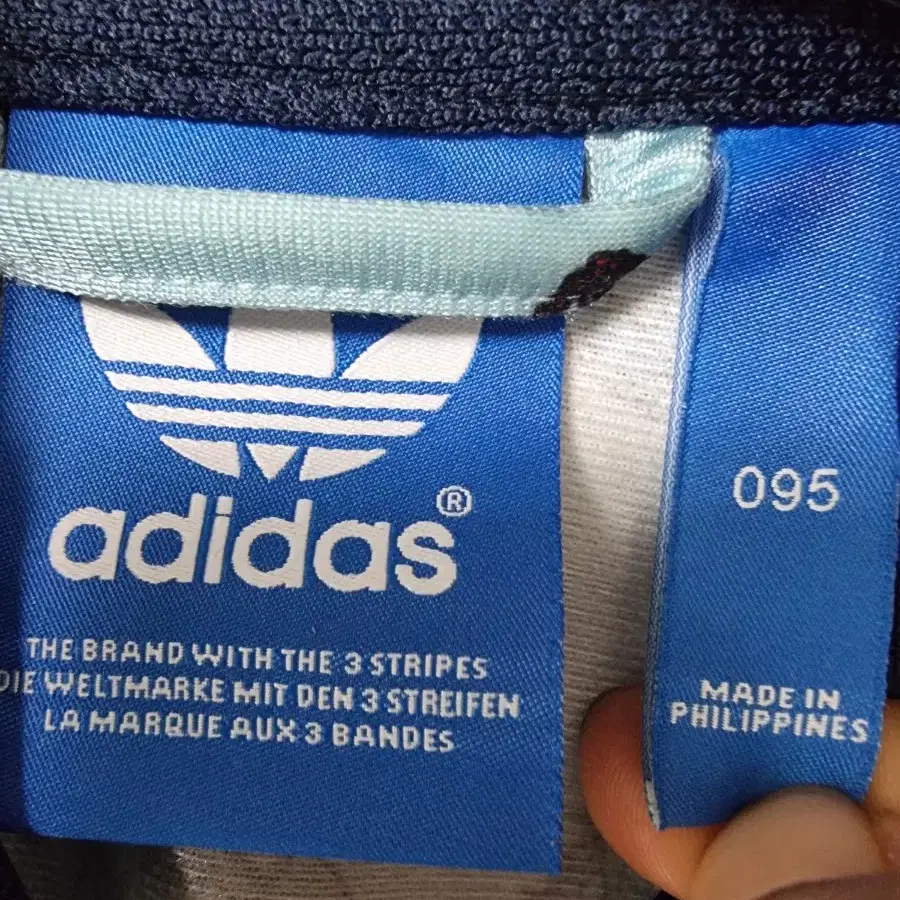 adidas®
THE BRAND WITH THE 3 STRIPES
DIE WELTMARKE MIT DEN 3 STREIFEN
LA MARQUE AUX 3 BANDES
095
MADE IN
PHILIPPINES